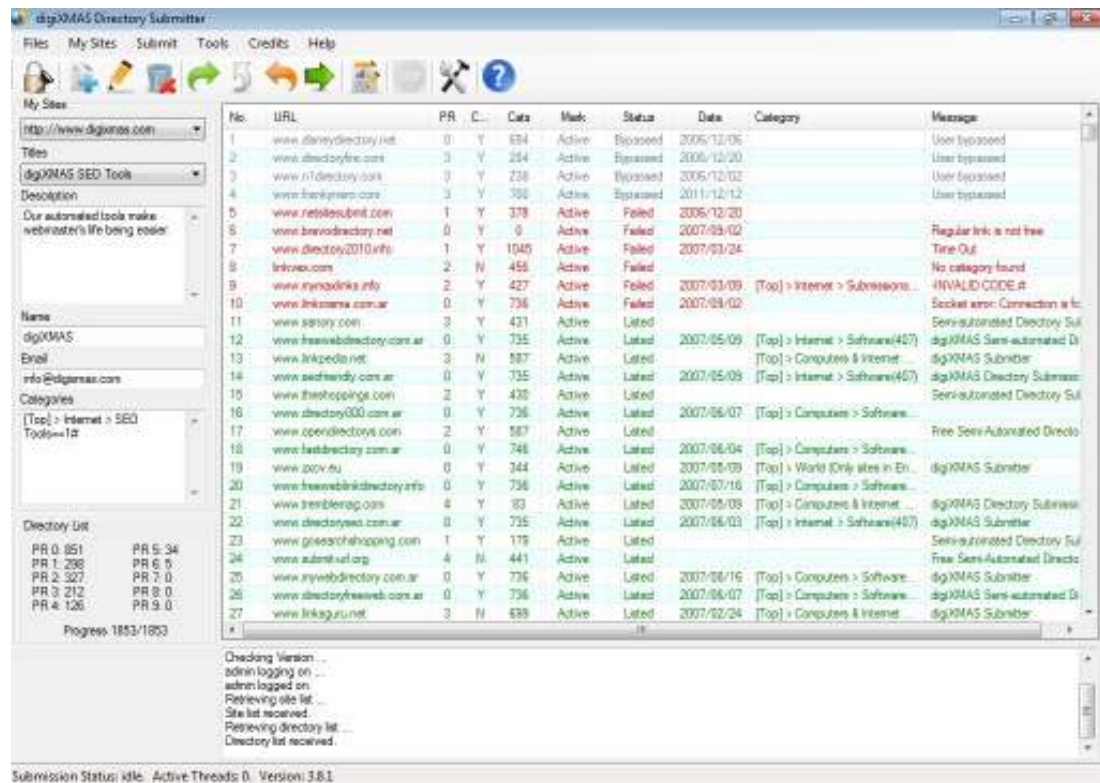 digiXMAS Directory Submitter
Files My Sites Submit Tools Credits Help
My Sites
http://www.digixmas.com
Titles
digiXMAS SEO Tools
Description
Our automated tools make
webmaster's life being easier.
Name
digiXMAS
Email
info@digixmas.com
Categories
[Top] > Internet > SEO
Tools==1#
Directory List
PR 0: 851 PR 5: 34
PR 1: 298 PR 6: 5
PR 2: 327 PR 7: 0
PR 3: 212 PR 8: 0
PR 4: 126 PR 9: 0
Progress 1853/1853
No. URL PR C... Cats Mark Status Date Category Message
1 www.disneydirectory.net 0 Y 684 Active Bypassed 2006/12/06 User bypassed
2 www.directoryfire.com 3 Y 284 Active Bypassed 2006/12/20 User bypassed
3 www.n1directory.com 3 Y 238 Active Bypassed 2006/12/02 User bypassed
4 3 Y 788 Active Bypassed 2011/12/12 User bypassed
5 www.netsitesubmit.com 1 Y 378 Active Failed 2006/12/20
6 www.bravodirectory.net 0 Y 0 Active Failed 2007/09/02 Regular link is not free
7 www.directory2010.info 1 Y 1045 Active Failed 2007/03/24 Time Out
8 2 N 456 Active Failed No category found
9 www.mymaxlinks.info 2 Y 427 Active Failed 2007/03/09 [Top] > Internet > Submissions... #INVALID CODE #
10 www.linkorama.com.ar 0 Y 736 Active Failed 2007/09/02 Socket error: Connection is fo
11 3 Y 431 Active Listed Semi-automated Directory Sub
12 www.freewebdirectory.com.ar 0 Y 735 Active Listed 2007/05/09 [Top] > Internet > Software(407) digiXMAS Semi-automated Di
13 www.linkpedia.net 3 N 587 Active Listed [Top] > Computers & Internet ... digiXMAS Submitter
14 www.seofriendly.com.ar 0 Y 735 Active Listed 2007/05/09 [Top] > Internet > Software(407) digiXMAS Directory Submissi
15 www.theshoppings.com 2 Y 430 Active Listed Semi-automated Directory Sub
16 www.directory000.com.ar 0 Y 736 Active Listed 2007/06/07 [Top] > Computers > Software...
17 www.opendirectorys.com 2 Y 587 Active Listed Free Semi-Automated Directo
18 www.fastdirectory.com.ar 0 Y 746 Active Listed 2007/06/04 [Top] > Computers > Software...
19 www.zxcv.eu 0 Y 344 Active Listed 2007/05/09 [Top] > World (Only sites in En... digiXMAS Submitter
20 www.freeweblinkdirectory.info 0 Y 736 Active Listed 2007/07/16 [Top] > Computers > Software...
21 www.tremblemag.com 4 Y 83 Active Listed 2007/05/09 [Top] > Computers & Internet ... digiXMAS Directory Submissi
22 www.directoryseo.com.ar 0 Y 735 Active Listed 2007/06/03 [Top] > Internet > Software(407) digiXMAS Submitter
23 www.gosearchshopping.com 1 Y 179 Active Listed Semi-automated Directory Sub
24 www.submit-url.org 4 N 441 Active Listed Free Semi-Automated Directo
25 www.mywebdirectory.com.ar 0 Y 736 Active Listed 2007/08/16 [Top] > Computers > Software... digiXMAS Submitter
26 www.directoryfreeweb.com.ar 0 Y 736 Active Listed 2007/06/07 [Top] > Computers > Software... digiXMAS Semi-automated Di
27 www.linksguru.net 3 N 699 Active Listed 2007/02/24 [Top] > Computers & Internet ... digiXMAS Submitter
Checking Version ...
admin logging on ...
admin logged on.
Retrieving site list ...
Site list received.
Retrieving directory list ...
Directory list received.
Submission Status: idle. Active Threads: 0. Version: 3.8.1